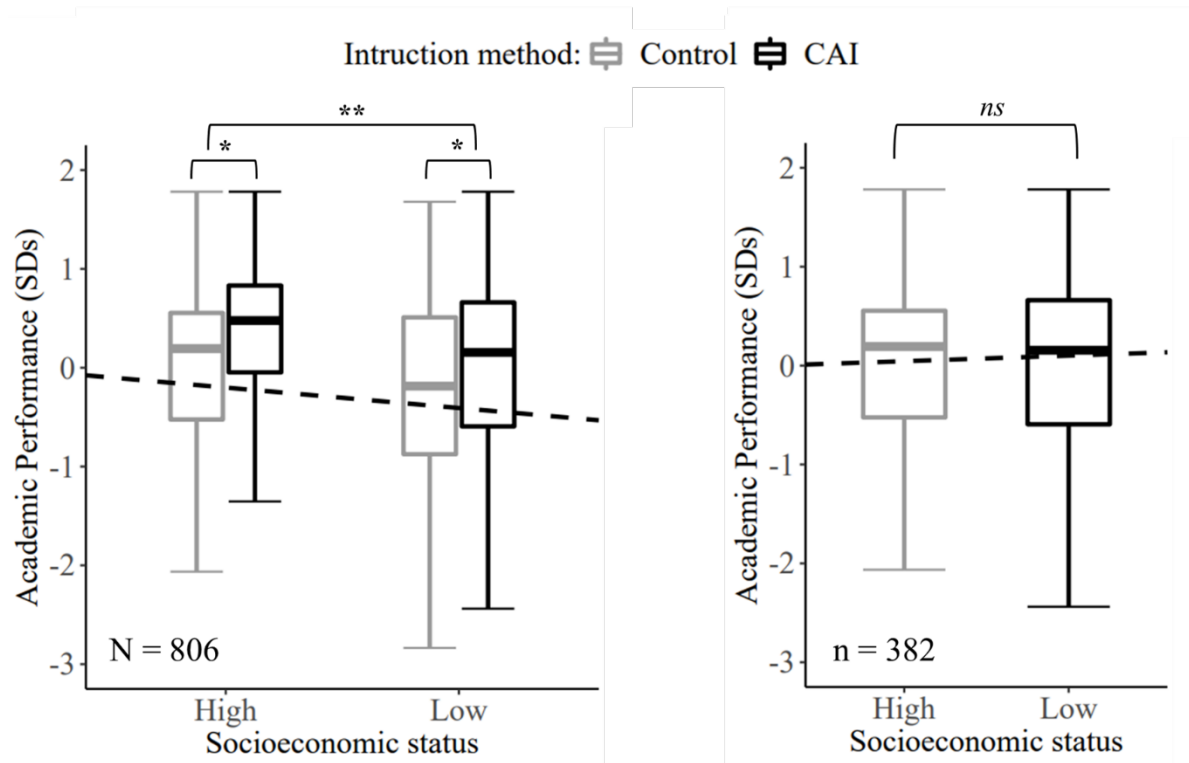 Intruction method: Control CAI
**
*
*
Academic Performance (SDs)
2
1
0
-1
-2
-3
N = 806
High Low
Socioeconomic status
ns
Academic Performance (SDs)
2
1
0
-1
-2
-3
n = 382
High Low
Socioeconomic status